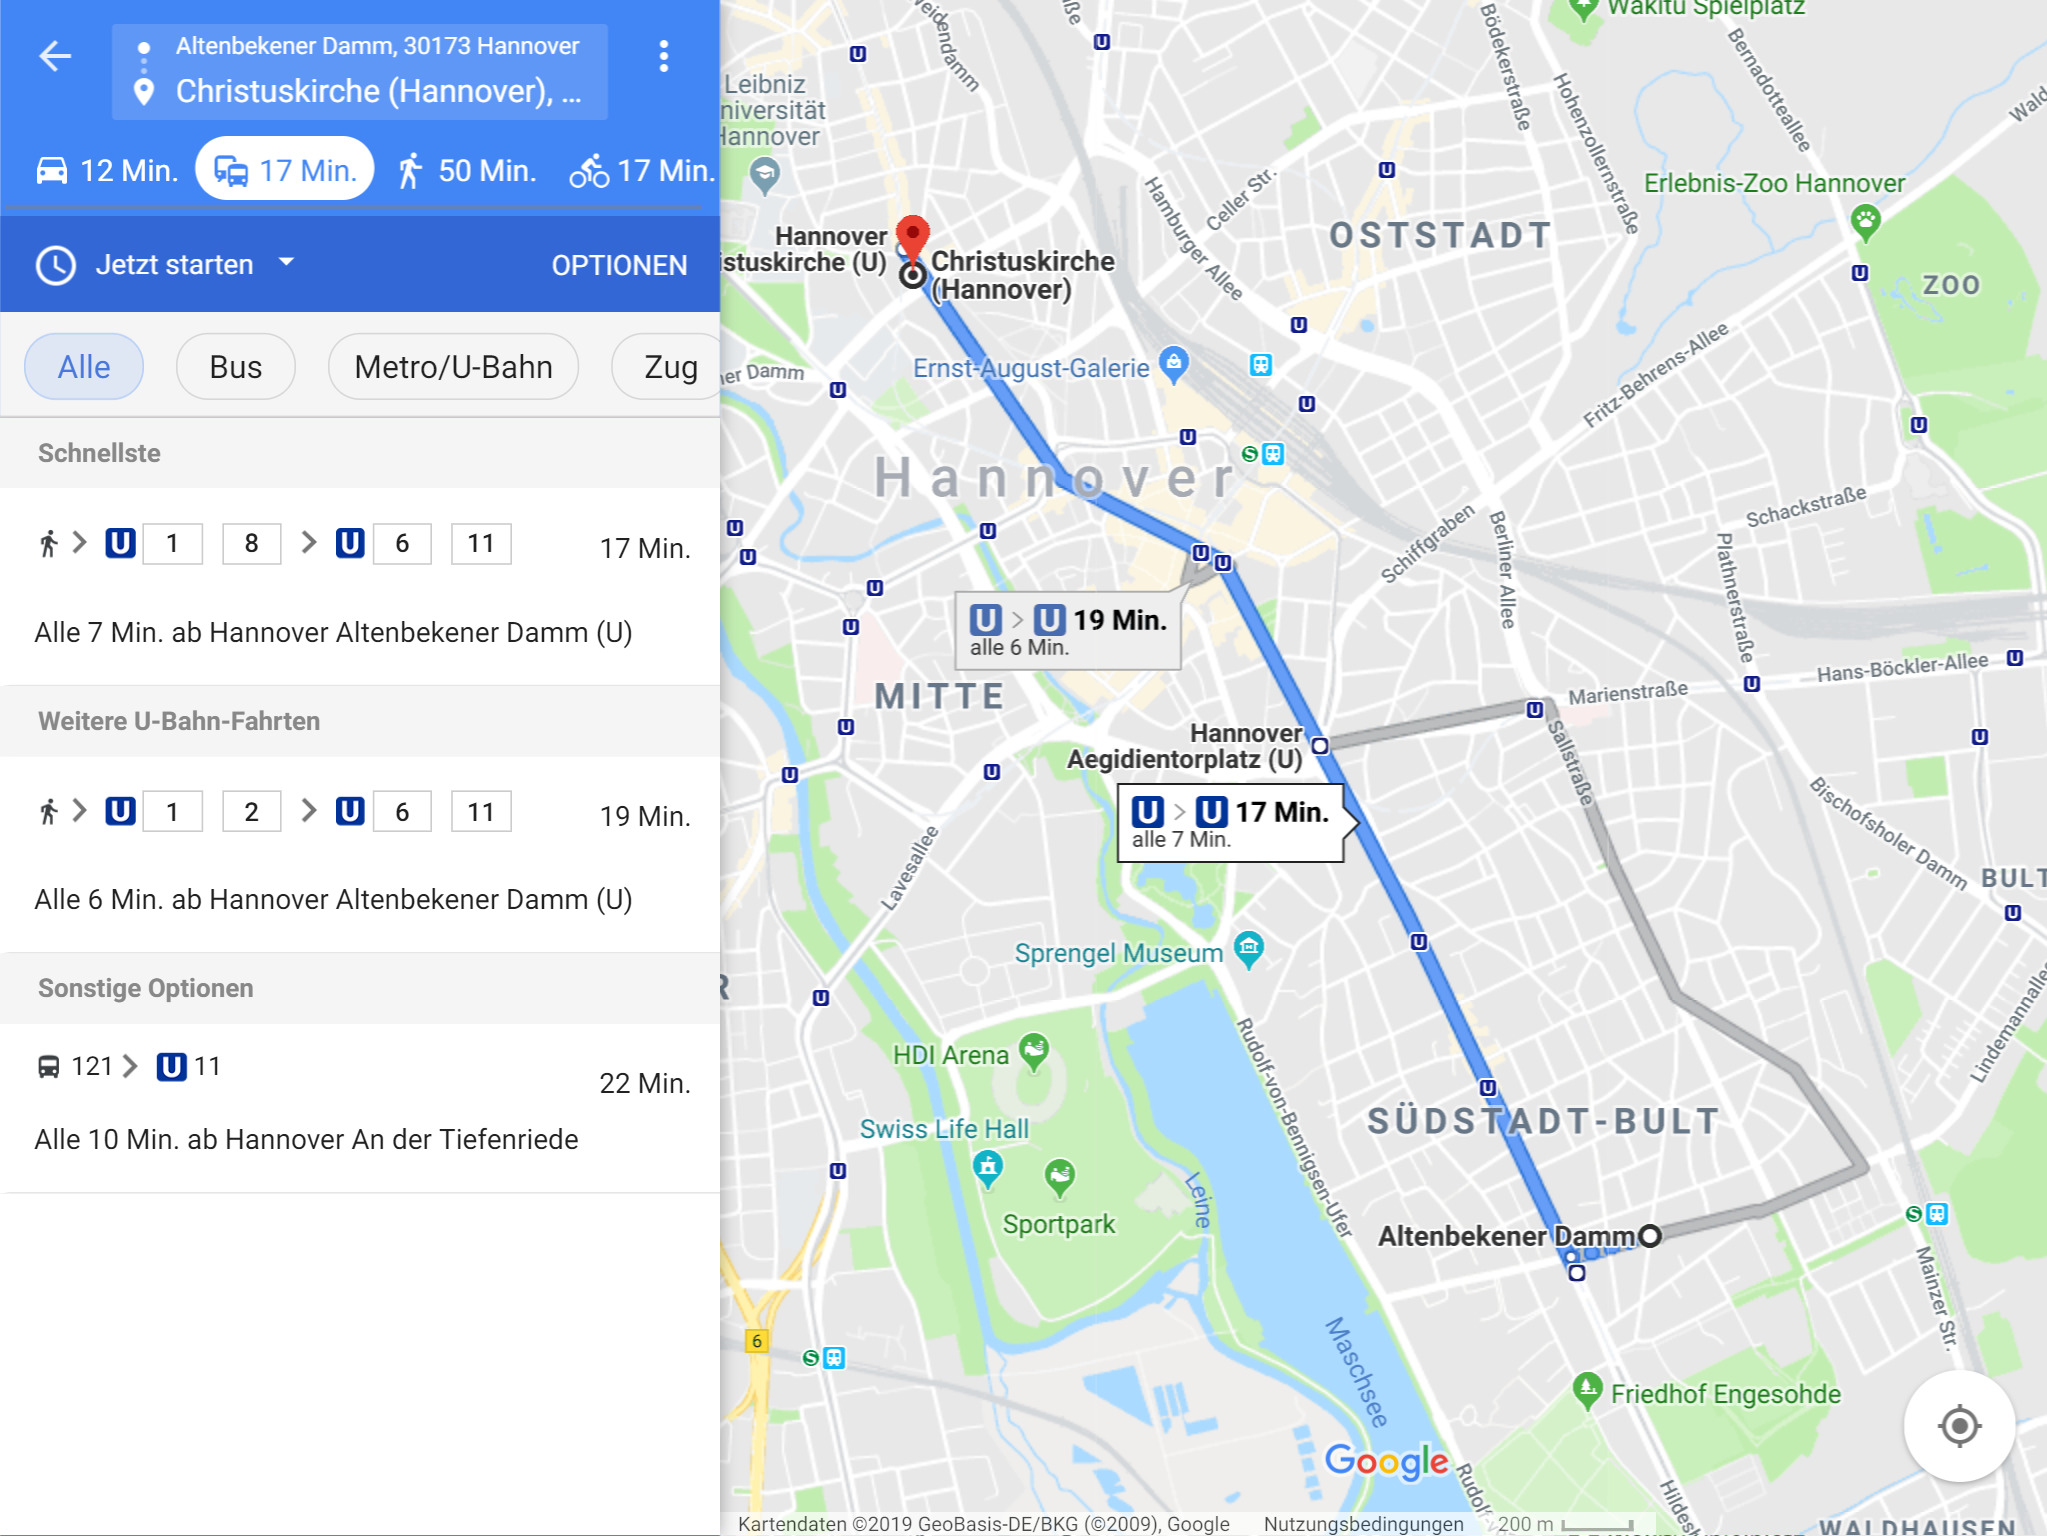 Altenbekener Damm, 30173 Hannover
Christuskirche (Hannover), ...
12 Min.
17 Min.
50 Min.
17 Min.
Jetzt starten
OPTIONEN
Alle
Bus
Metro/U-Bahn
Zug
Schnellste
U 1 8 U 6 11
17 Min.
Alle 7 Min. ab Hannover Altenbekener Damm (U)
Weitere U-Bahn-Fahrten
U 1 2 U 6 11
19 Min.
Alle 6 Min. ab Hannover Altenbekener Damm (U)
Sonstige Optionen
121 U 11
22 Min.
Alle 10 Min. ab Hannover An der Tiefenriede
Wakitu Spielplatz
Leibniz
niversität
Hannover
eidendamm
Bödekerstraße
Hohenzollernstraße
Bernadotteallee
Wald
Erlebnis-Zoo Hannover
ZOO
Hamburger Allee
Celler Str.
OSTSTADT
Hannover
istuskirche (U)
Christuskirche
(Hannover)
Ernst-August-Galerie
ner Damm
Fritz-Behrens-Allee
Hannover
Schiffgraben
Berliner Allee
Schackstraße
Plathnerstraße
U > U 19 Min.
alle 6 Min.
MITTE
Marienstraße
Hans-Böckler-Allee
Sallstraße
Hannover
Aegidientorplatz (U)
U > U 17 Min.
alle 7 Min.
Bischofsholer Damm
BULT
Lavesallee
Sprengel Museum
HDI Arena
Swiss Life Hall
Sportpark
Leine
Rudolf-von-Bennigsen-Ufer
Lindemannallee
SÜDSTADT-BULT
Altenbekener Damm
Mainzer Str.
6
Maschsee
Friedhof Engesohde
Google
Rudolf-v
Hildesh
WALDHAUSEN
Kartendaten ©2019 GeoBasis-DE/BKG (©2009), Google
Nutzungsbedingungen
200 m